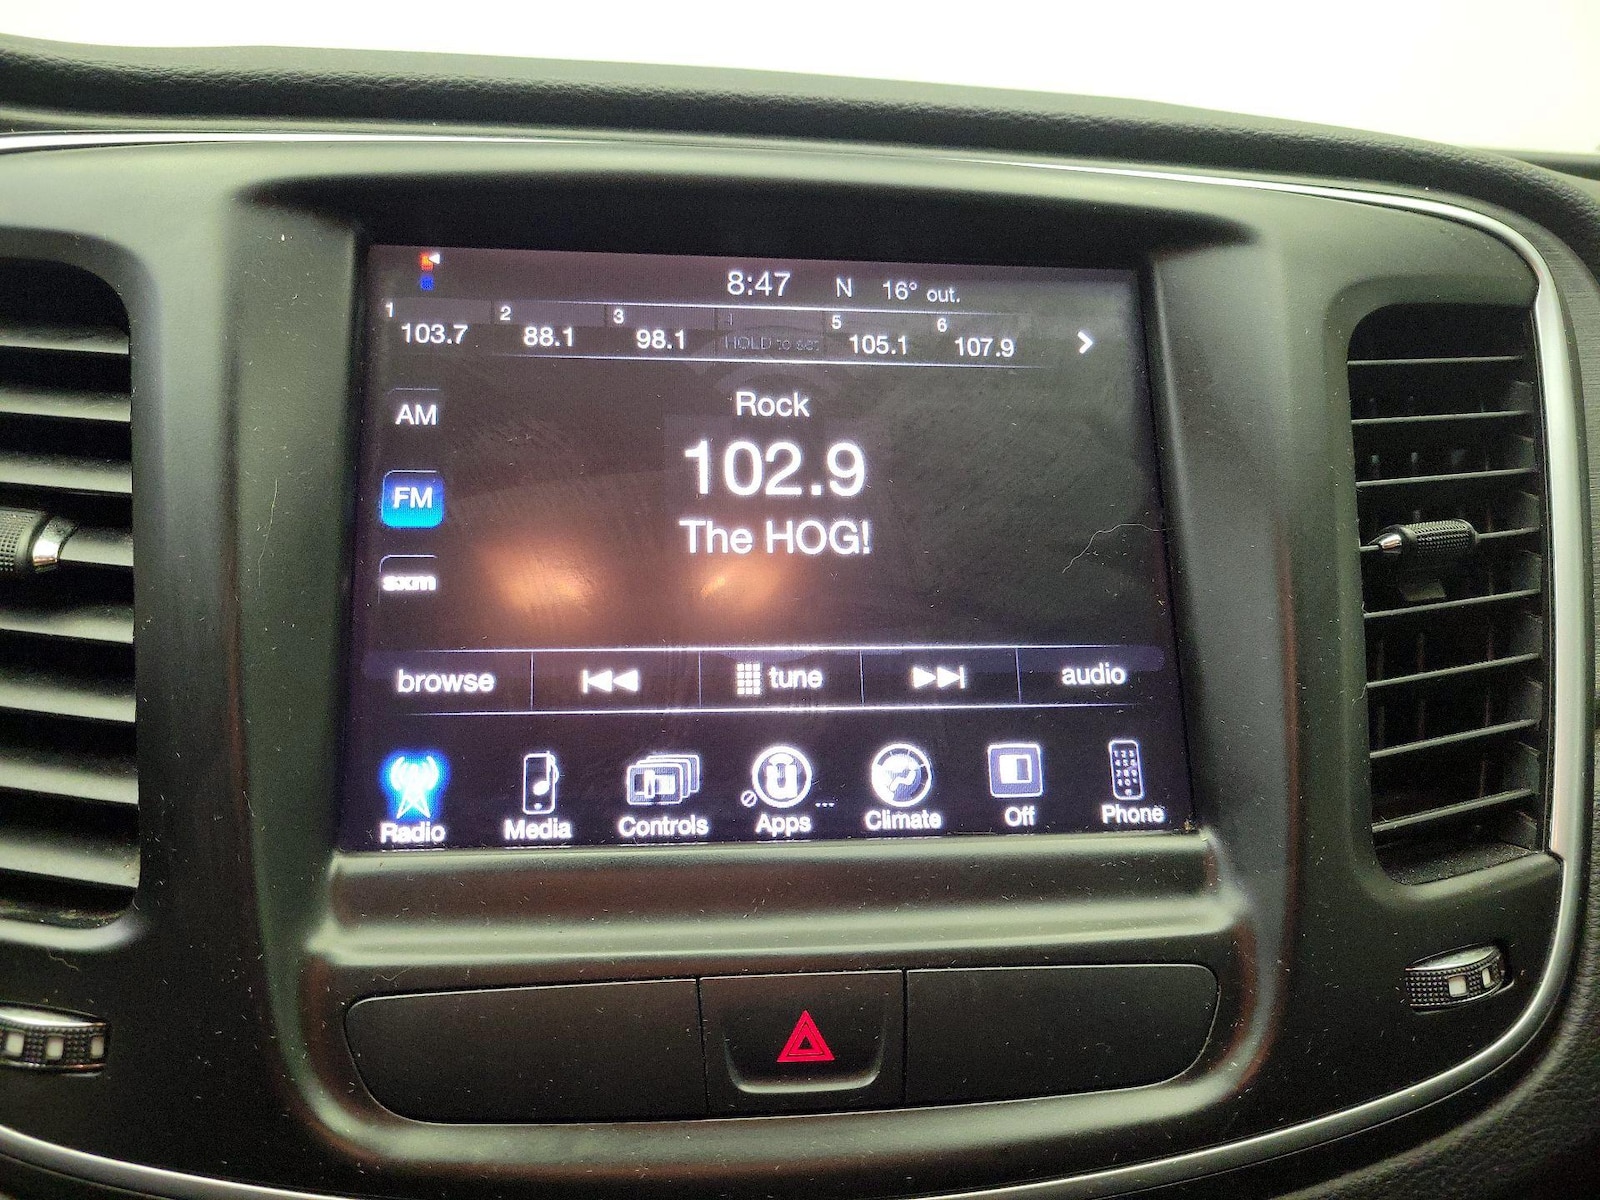 8:47 N 16° out.
1 2 3 4 5 6
103.7 88.1 98.1 HOLD to set 105.1 107.9
AM
Rock
102.9
FM
The HOG!
sxm
browse tune audio
Radio Media Controls Apps ... Climate Off Phone